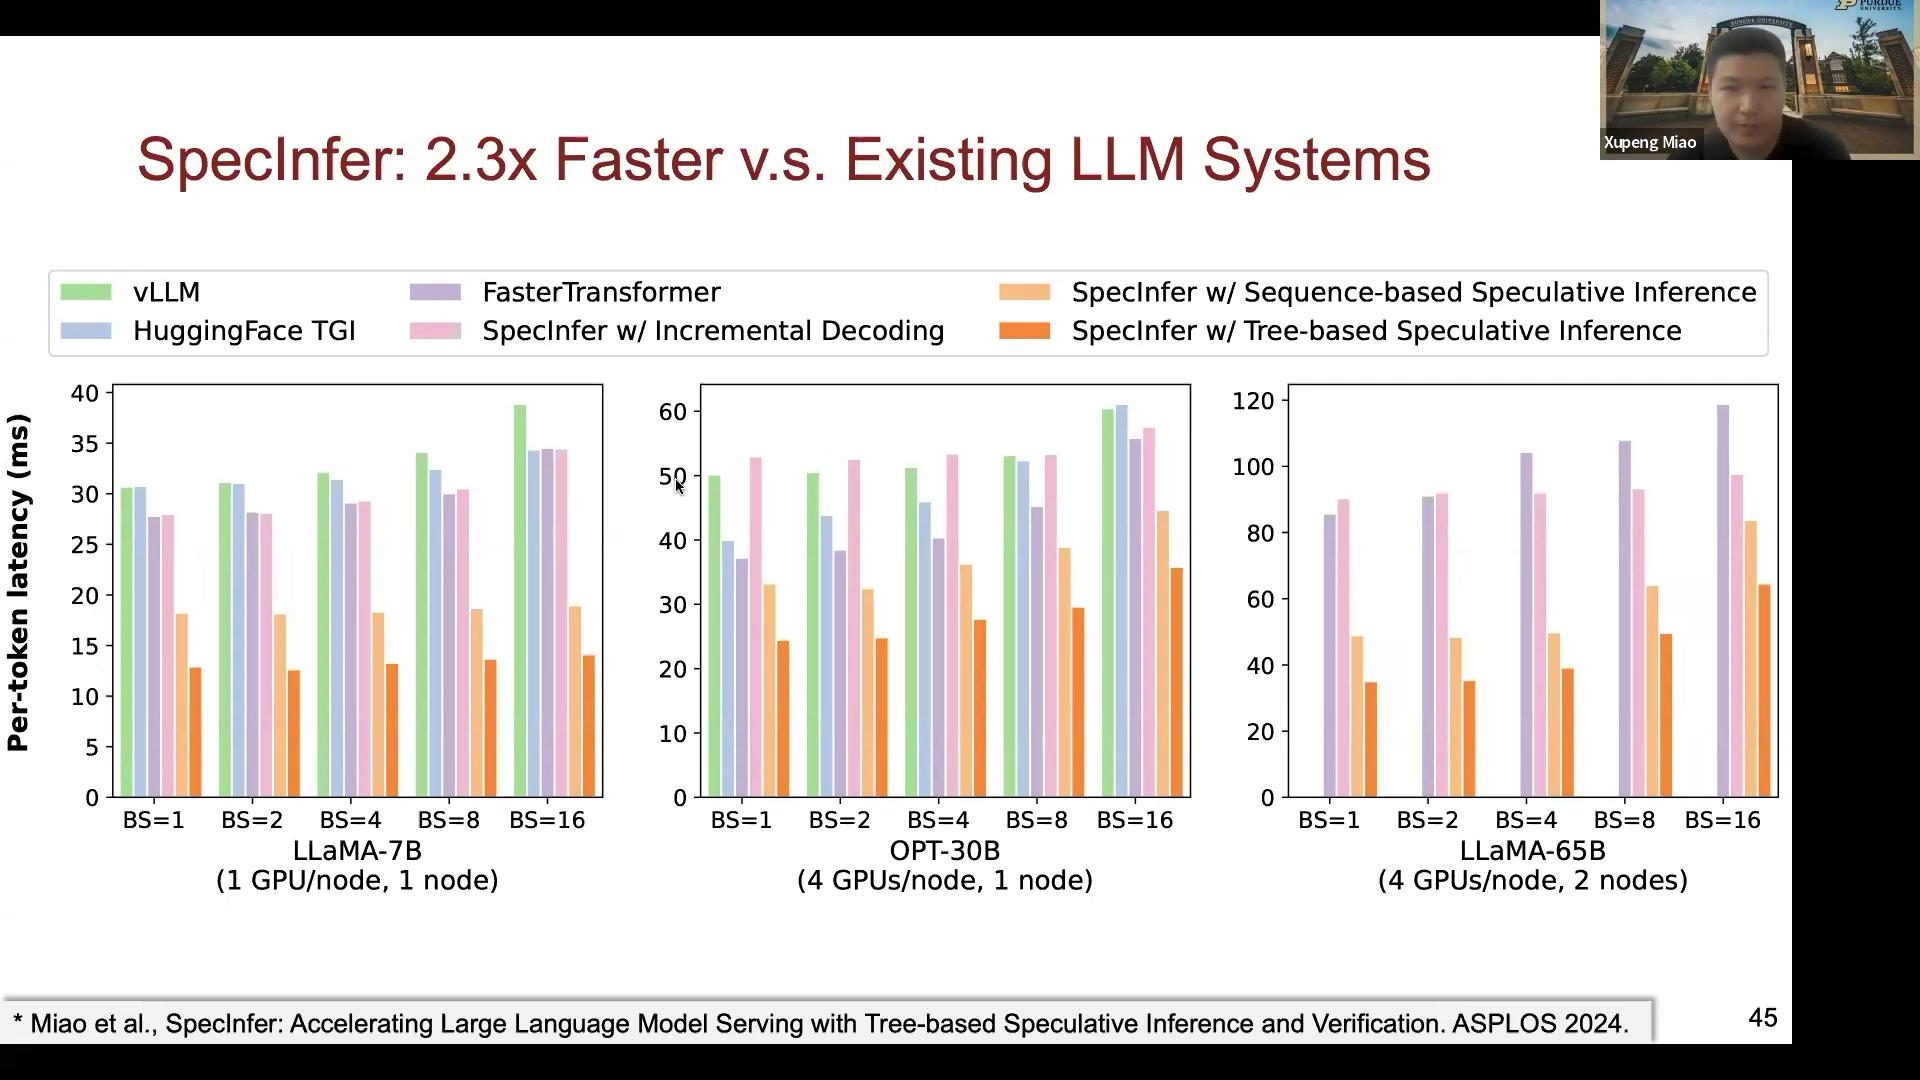 PURDUE
UNIVERSITY
PURDUE UNIVERSITY
Xupeng Miao
SpecInfer: 2.3x Faster v.s. Existing LLM Systems
vLLM
FasterTransformer
SpecInfer w/ Sequence-based Speculative Inference
HuggingFace TGI
SpecInfer w/ Incremental Decoding
SpecInfer w/ Tree-based Speculative Inference
Per-token latency (ms)
40
35
30
25
20
15
10
5
0
BS=1 BS=2 BS=4 BS=8 BS=16
LLaMA-7B
(1 GPU/node, 1 node)
60
50
40
30
20
10
0
BS=1 BS=2 BS=4 BS=8 BS=16
OPT-30B
(4 GPUs/node, 1 node)
120
100
80
60
40
20
0
BS=1 BS=2 BS=4 BS=8 BS=16
LLaMA-65B
(4 GPUs/node, 2 nodes)
* Miao et al., SpecInfer: Accelerating Large Language Model Serving with Tree-based Speculative Inference and Verification. ASPLOS 2024.
45